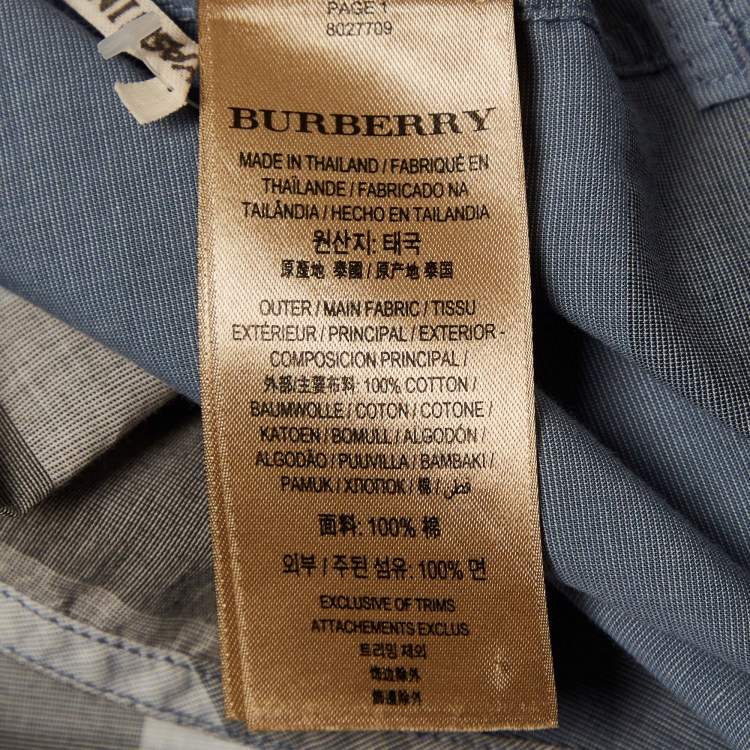 PAGE 1
8027709
BURBERRY
MADE IN THAILAND / FABRIQUÉ EN
THAÏLANDE / FABRICADO NA
TAILÂNDIA / HECHO EN TAILANDIA
원산지: 태국
原產地 泰國 / 原产地 泰国
OUTER / MAIN FABRIC / TISSU
EXTÉRIEUR / PRINCIPAL / EXTERIOR -
COMPOSICION PRINCIPAL /
外部/主要布料: 100% COTTON /
BAUMWOLLE / COTON / COTONE /
KATOEN / BOMULL / ALGODÓN /
ALGODÃO / PUUVILLA / BAMBAKI /
PAMUK / ХЛОПОК / 棉 / قطن /
面料: 100% 棉
외부 / 주된 섬유: 100% 면
EXCLUSIVE OF TRIMS
ATTACHEMENTS EXCLUS
트리밍 제외
饰边除外
飾邊除外